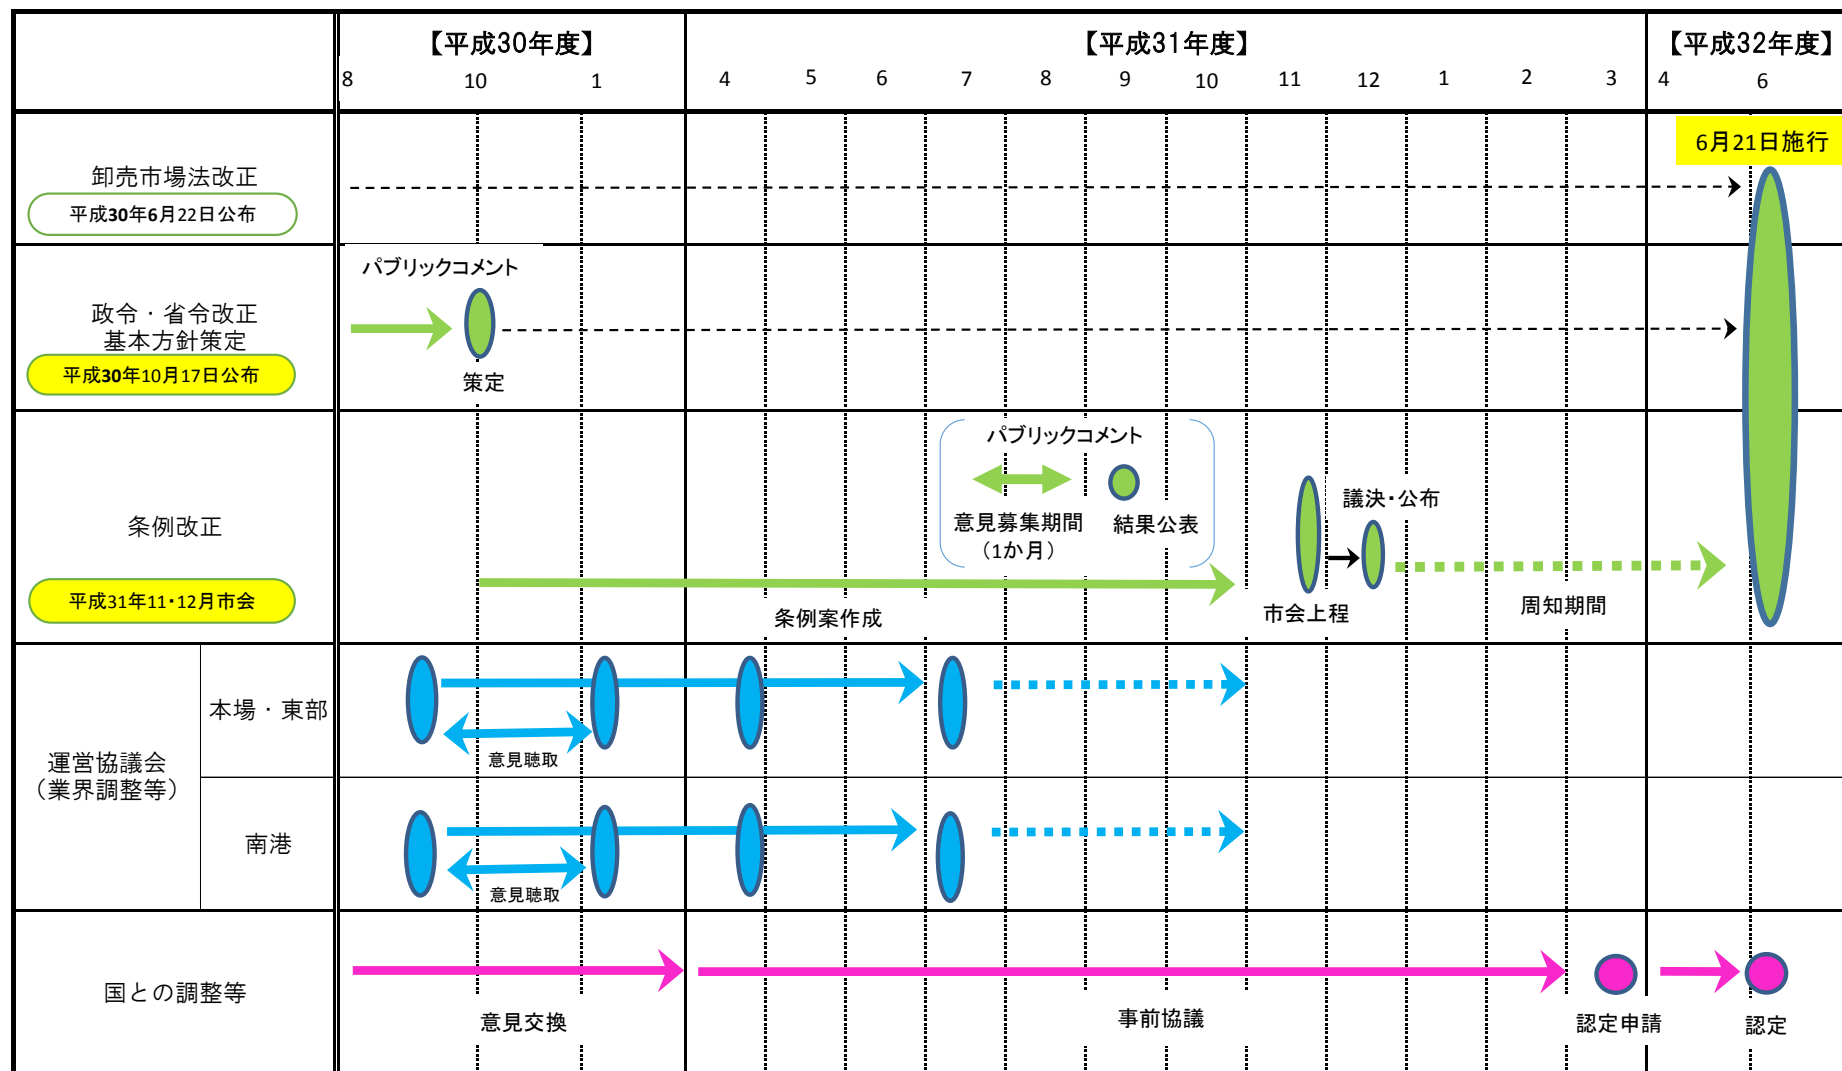 【平成30年度】
【平成31年度】
【平成32年度】
8 10 1 4 5 6 7 8 9 10 11 12 1 2 3 4 6
6月21日施行
卸売市場法改正
平成30年6月22日公布
パブリックコメント
政令・省令改正
基本方針策定
平成30年10月17日公布
策定
パブリックコメント
意見募集期間
（1か月）
結果公表
議決・公布
条例改正
平成31年11・12月市会
条例案作成
市会上程
周知期間
運営協議会
（業界調整等）
本場・東部
意見聴取
南港
意見聴取
国との調整等
意見交換
事前協議
認定申請
認定